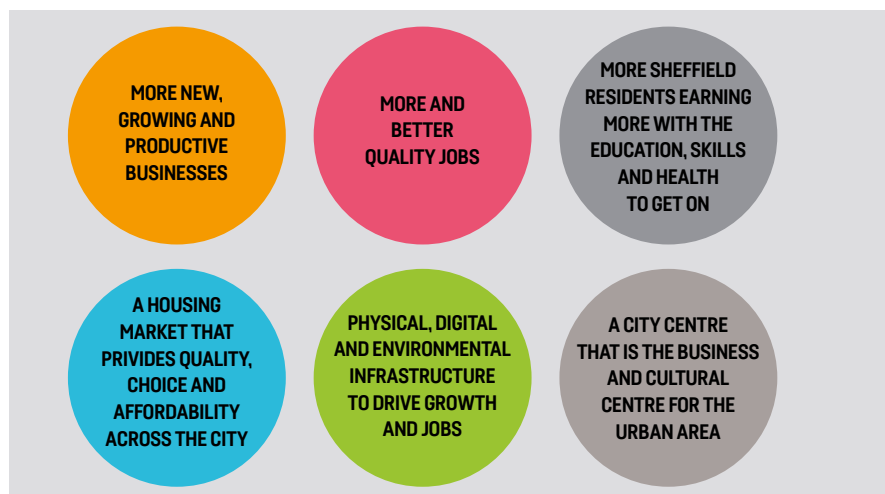 MORE NEW,
GROWING AND
PRODUCTIVE
BUSINESSES
MORE AND
BETTER
QUALITY JOBS
MORE SHEFFIELD
RESIDENTS EARNING
MORE WITH THE
EDUCATION, SKILLS
AND HEALTH
TO GET ON
A HOUSING
MARKET THAT
PRIVIDES QUALITY,
CHOICE AND
AFFORDABILITY
ACROSS THE CITY
PHYSICAL, DIGITAL
AND ENVIRONMENTAL
INFRASTRUCTURE
TO DRIVE GROWTH
AND JOBS
A CITY CENTRE
THAT IS THE BUSINESS
AND CULTURAL
CENTRE FOR THE
URBAN AREA